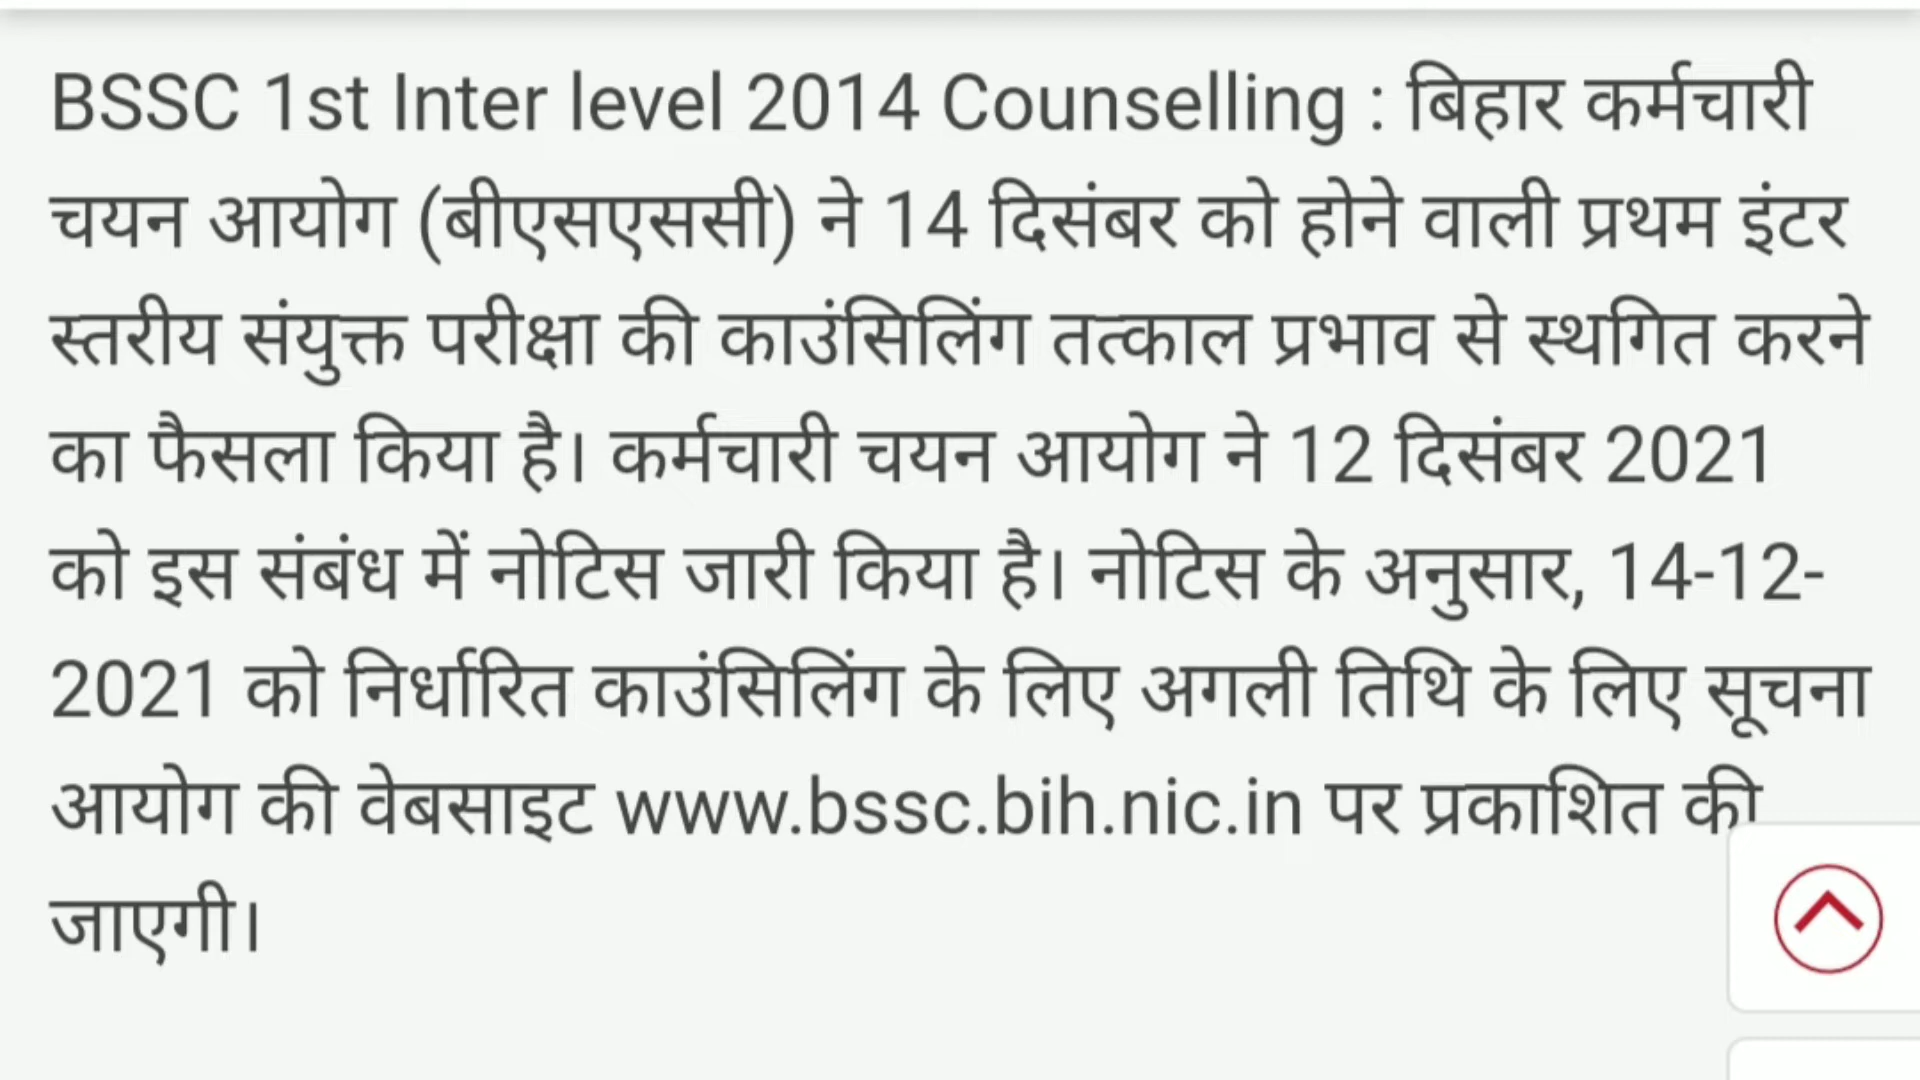 BSSC 1st Inter level 2014 Counselling : बिहार कर्मचारी
चयन आयोग (बीएसएससी) ने 14 दिसंबर को होने वाली प्रथम इंटर
स्तरीय संयुक्त परीक्षा की काउंसिलिंग तत्काल प्रभाव से स्थगित करने
का फैसला किया है। कर्मचारी चयन आयोग ने 12 दिसंबर 2021
को इस संबंध में नोटिस जारी किया है। नोटिस के अनुसार, 14-12-
2021 को निर्धारित काउंसिलिंग के लिए अगली तिथि के लिए सूचना
आयोग की वेबसाइट www.bssc.bih.nic.in पर प्रकाशित की
जाएगी।